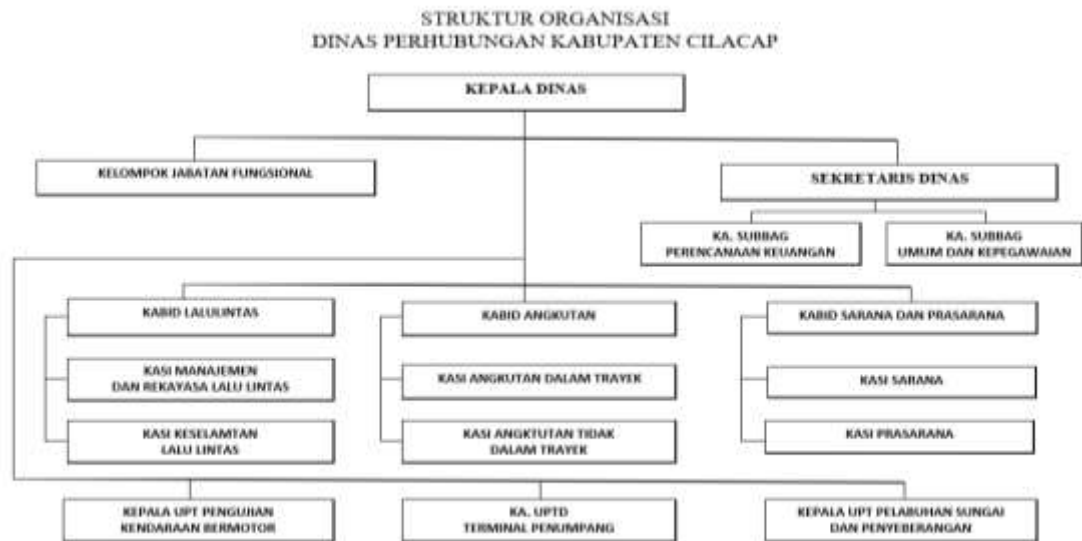 STRUKTUR ORGANISASI
DINAS PERHUBUNGAN KABUPATEN CILACAP
KEPALA DINAS
KELOMPOK JABATAN FUNGSIONAL
SEKRETARIS DINAS
KA. SUBBAG
PERENCANAAN KEUANGAN
KA. SUBBAG
UMUM DAN KEPEGAWAIAN
KABID LALULINTAS
KABID ANGKUTAN
KABID SARANA DAN PRASARANA
KASI MANAJEMEN
DAN REKAYASA LALU LINTAS
KASI ANGKUTAN DALAM TRAYEK
KASI SARANA
KASI KESELAMTAN
LALU LINTAS
KASI ANGKTUTAN TIDAK
DALAM TRAYEK
KASI PRASARANA
KEPALA UPT PENGUJIAN
KENDARAAN BERMOTOR
KA. UPTD
TERMINAL PENUMPANG
KEPALA UPT PELABUHAN SUNGAI
DAN PENYEBERANGAN